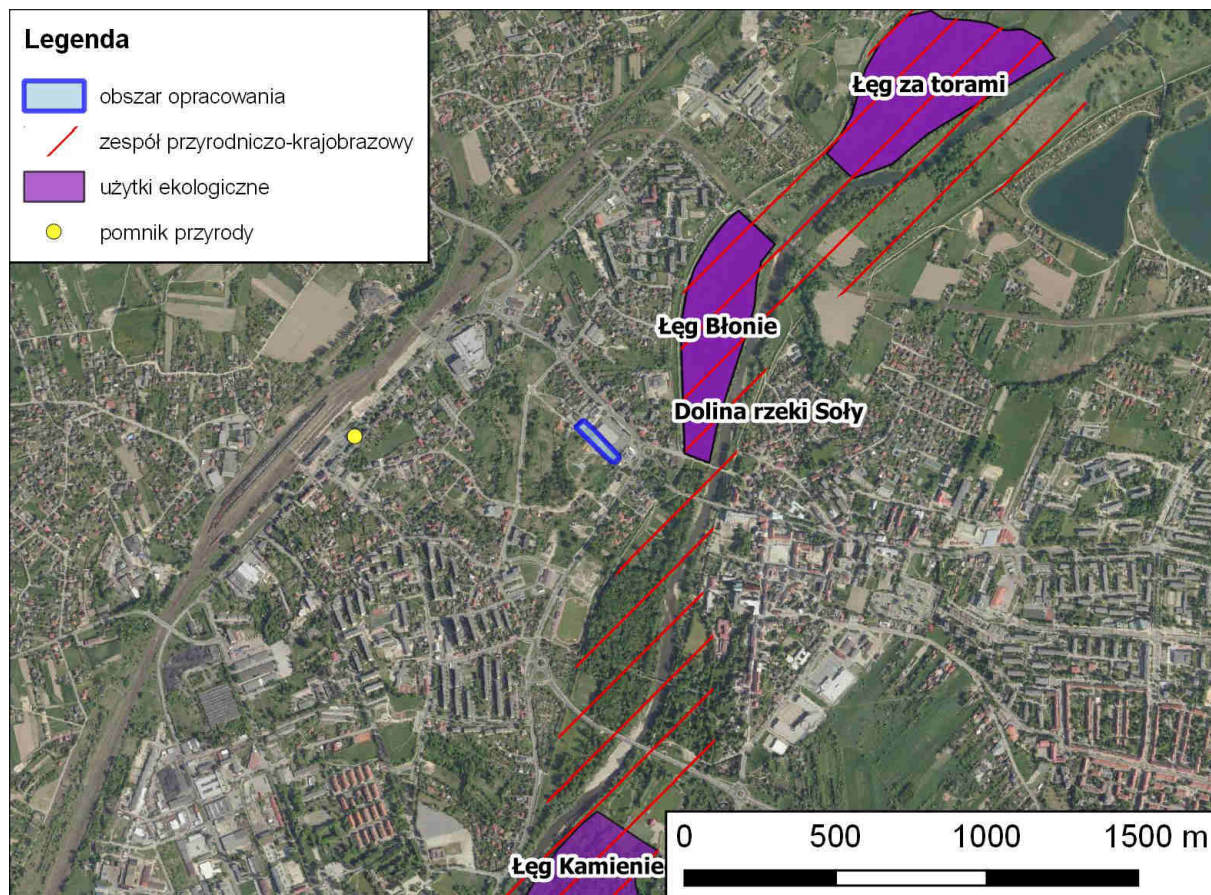 Legenda
obszar opracowania
zespół przyrodniczo-krajobrazowy
użytki ekologiczne
pomnik przyrody
Łęg za torami
Łęg Błonie
Dolina rzeki Soły
Łęg Kamieniec
0 500 1000 1500 m